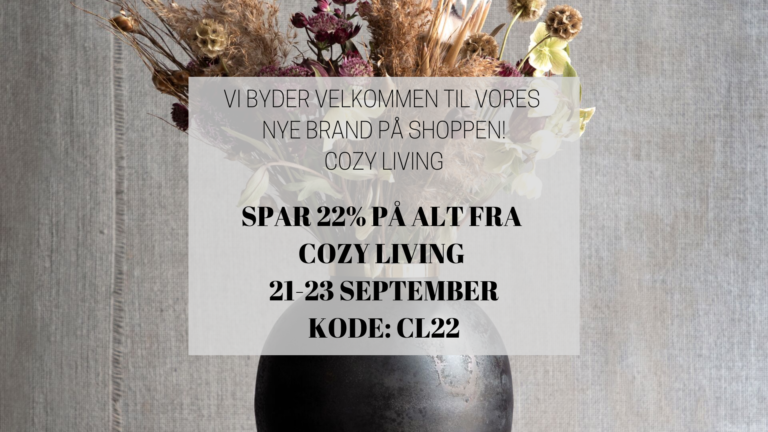 VI BYDER VELKOMMEN TIL VORES
NYE BRAND PÅ SHOPPEN!
COZY LIVING
SPAR 22% PÅ ALT FRA
COZY LIVING
21-23 SEPTEMBER
KODE: CL22